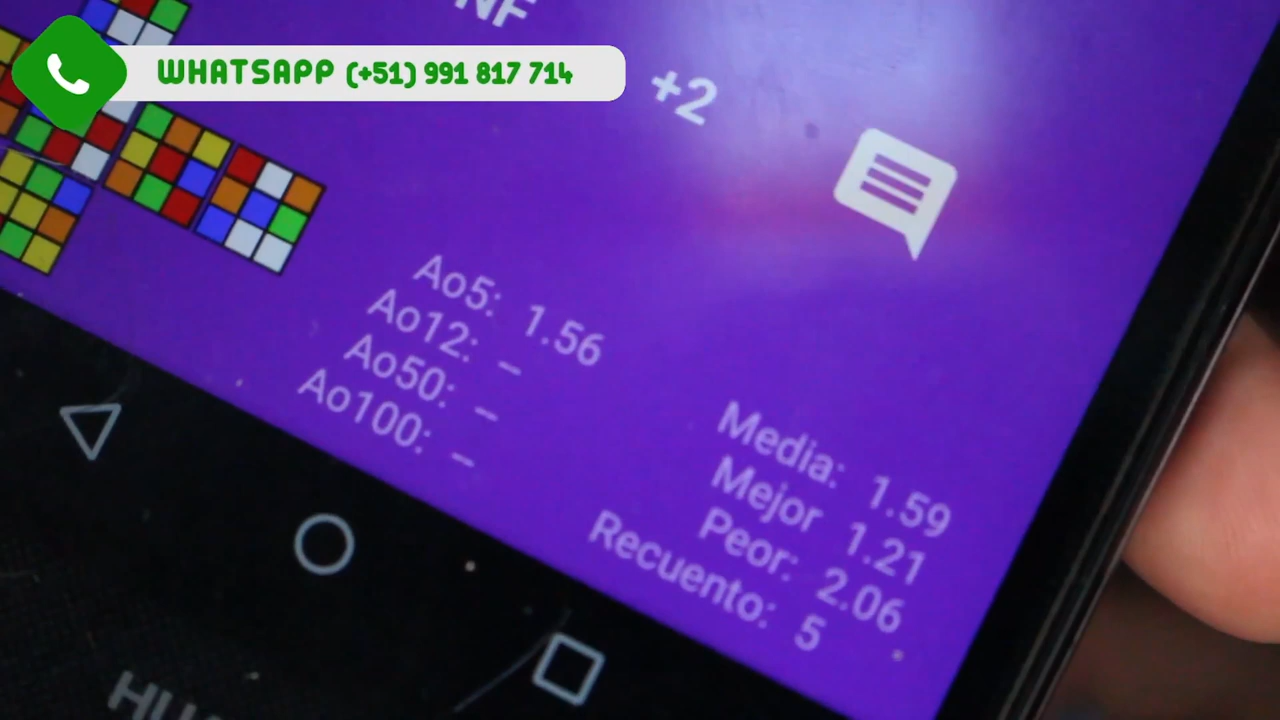 NF
WHATSAPP (+51) 991 817 714
+2
Ao5: 1.56
Ao12: –
Ao50: –
Ao100: –
Media: 1.59
Mejor 1.21
Peor: 2.06
Recuento: 5